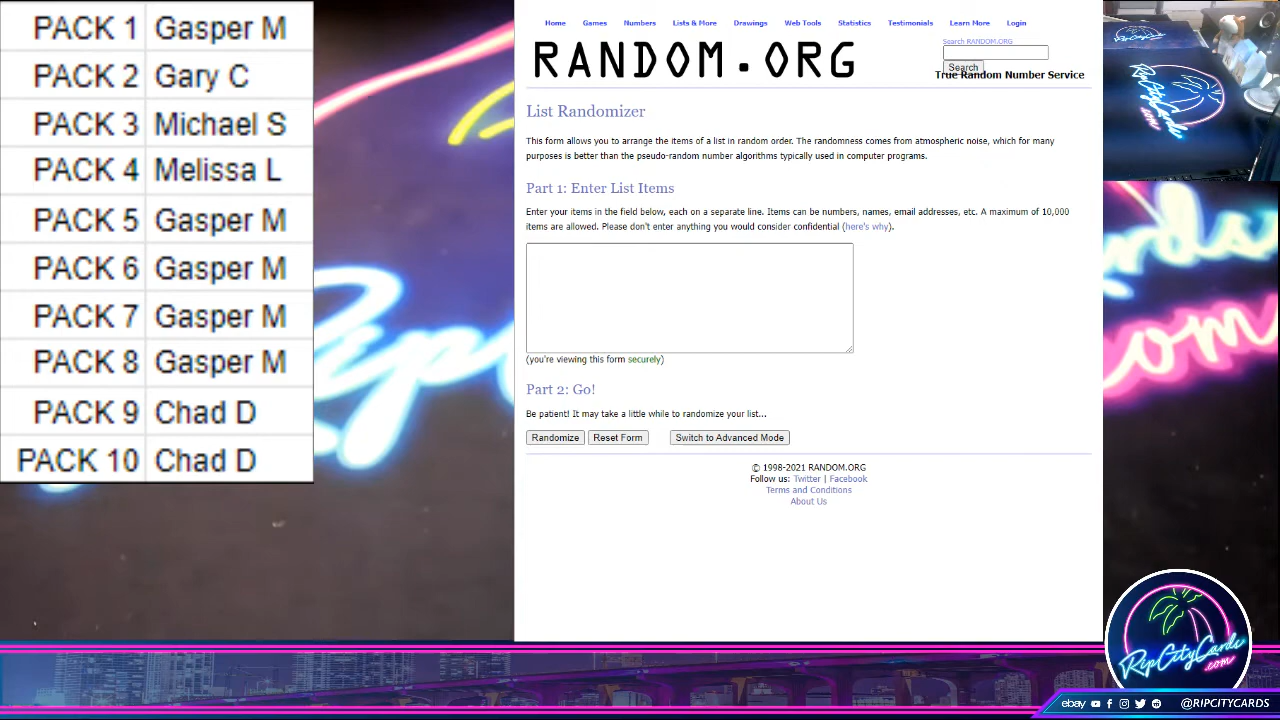 PACK 1 Gasper M
PACK 2 Gary C
PACK 3 Michael S
PACK 4 Melissa L
PACK 5 Gasper M
PACK 6 Gasper M
PACK 7 Gasper M
PACK 8 Gasper M
PACK 9 Chad D
PACK 10 Chad D
Home Games Numbers Lists & More Drawings Web Tools Statistics Testimonials Learn More Login
RANDOM.ORG
Search RANDOM.ORG
Search
True Random Number Service
List Randomizer
This form allows you to arrange the items of a list in random order. The randomness comes from atmospheric noise, which for many
purposes is better than the pseudo-random number algorithms typically used in computer programs.
Part 1: Enter List Items
Enter your items in the field below, each on a separate line. Items can be numbers, names, email addresses, etc. A maximum of 10,000
items are allowed. Please don't enter anything you would consider confidential (here's why).
(you're viewing this form securely)
Part 2: Go!
Be patient! It may take a little while to randomize your list...
Randomize Reset Form Switch to Advanced Mode
© 1998-2021 RANDOM.ORG
Follow us: Twitter | Facebook
Terms and Conditions
About Us
RipCityCards
.com
RipCityCards
.com
ebay @RIPCITYCARDS